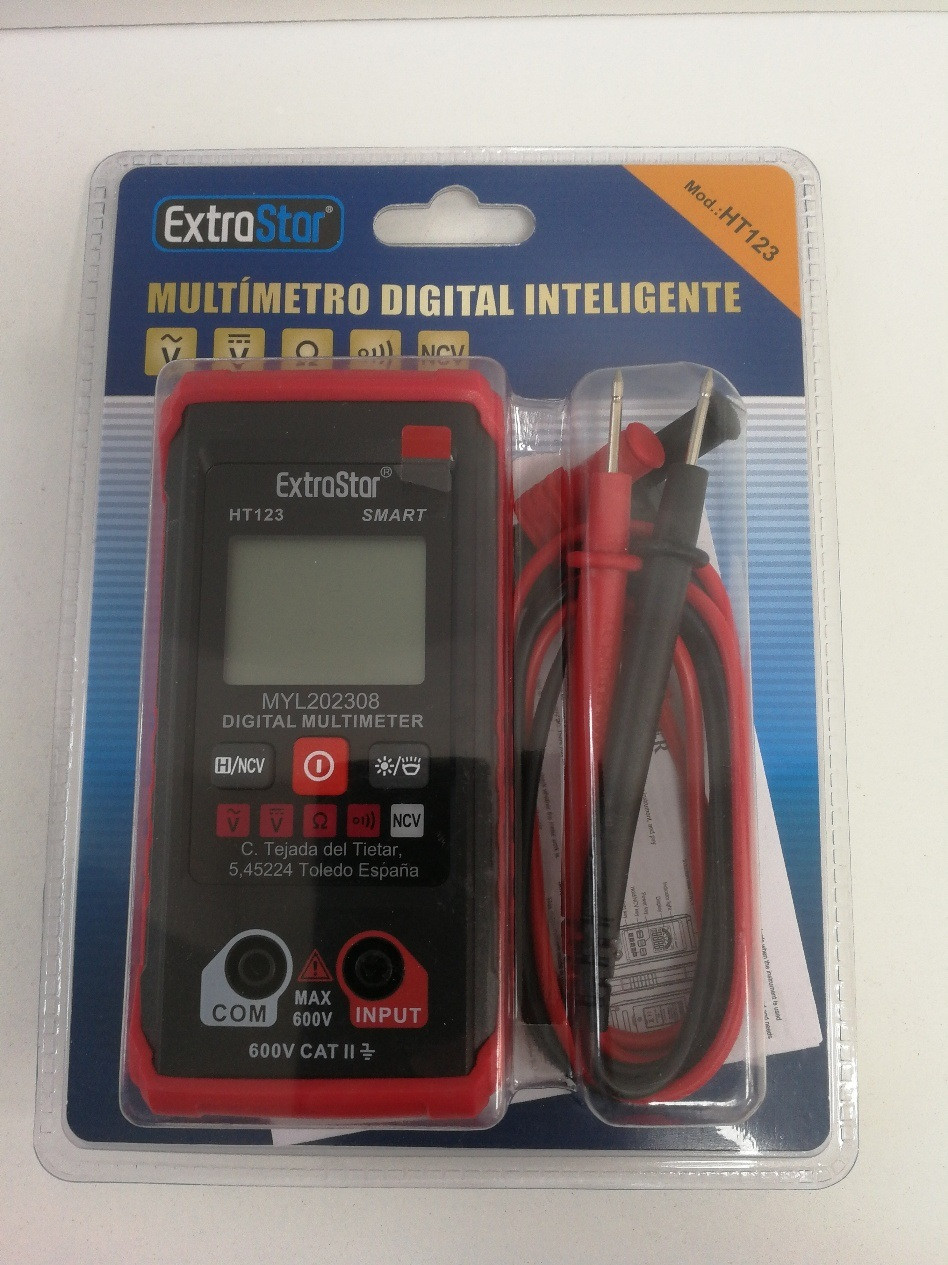 ExtraStar®
Mod.:HT123
MULTÍMETRO DIGITAL INTELIGENTE
V V Ω NCV
ExtraStar®
HT123 SMART
MYL202308
DIGITAL MULTIMETER
H/NCV
V V Ω NCV
C. Tejada del Tietar,
5,45224 Toledo España
COM MAX 600V INPUT
600V CAT II